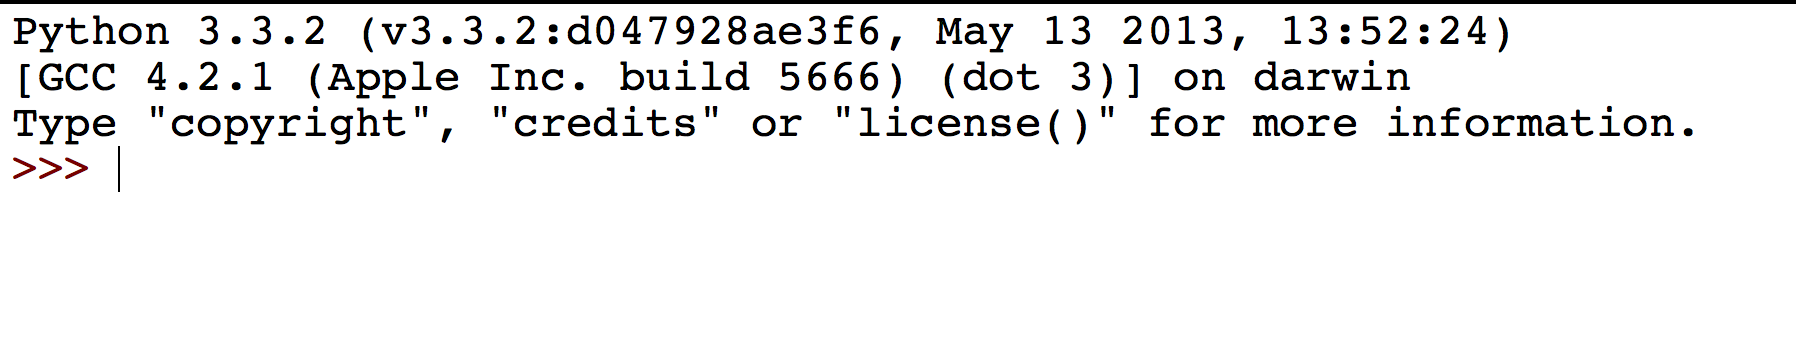 Python 3.3.2 (v3.3.2:d047928ae3f6, May 13 2013, 13:52:24)
[GCC 4.2.1 (Apple Inc. build 5666) (dot 3)] on darwin
Type "copyright", "credits" or "license()" for more information.
>>>